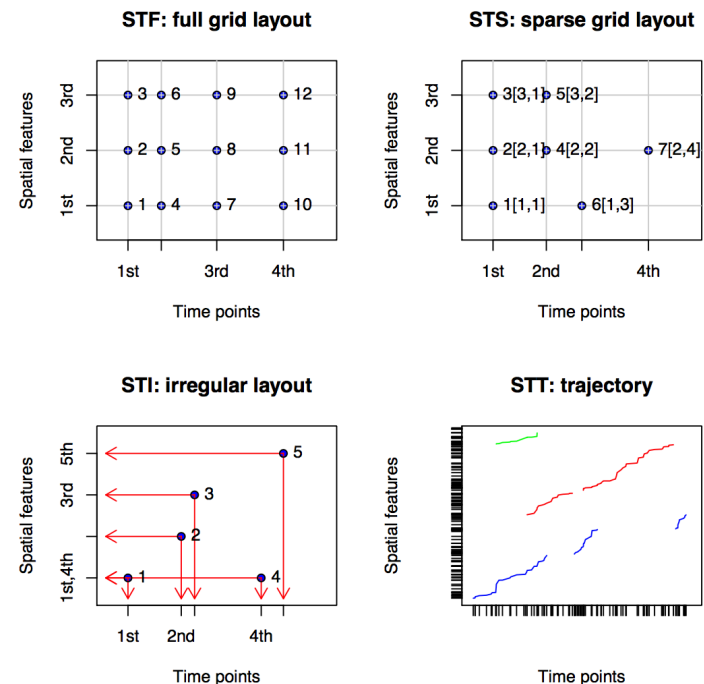 STF: full grid layout
Spatial features
3rd
2nd
1st
3 6 9 12
2 5 8 11
1 4 7 10
1st 3rd 4th
Time points
STS: sparse grid layout
Spatial features
3rd
2nd
1st
3[3,1] 5[3,2]
2[2,1] 4[2,2] 7[2,4]
1[1,1] 6[1,3]
1st 2nd 4th
Time points
STI: irregular layout
Spatial features
5th
3rd
1st,4th
5
3
2
1 4
1st 2nd 4th
Time points
STT: trajectory
Spatial features
Time points